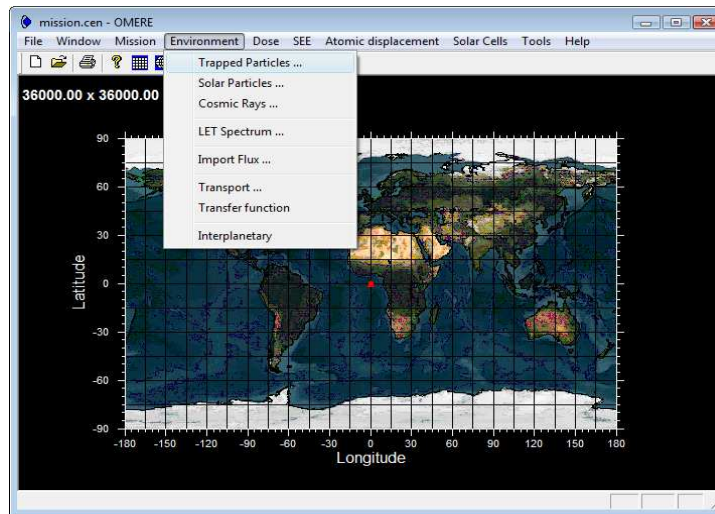 mission.cen - OMERE
File Window Mission Environment Dose SEE Atomic displacement Solar Cells Tools Help
Trapped Particles ...
Solar Particles ...
Cosmic Rays ...
LET Spectrum ...
Import Flux ...
Transport ...
Transfer function
Interplanetary
36000.00 x 36000.00
90
60
30
0
-30
-60
-90
Latitude
-180 -150 -120 -90 -60 -30 0 30 60 90 120 150 180
Longitude